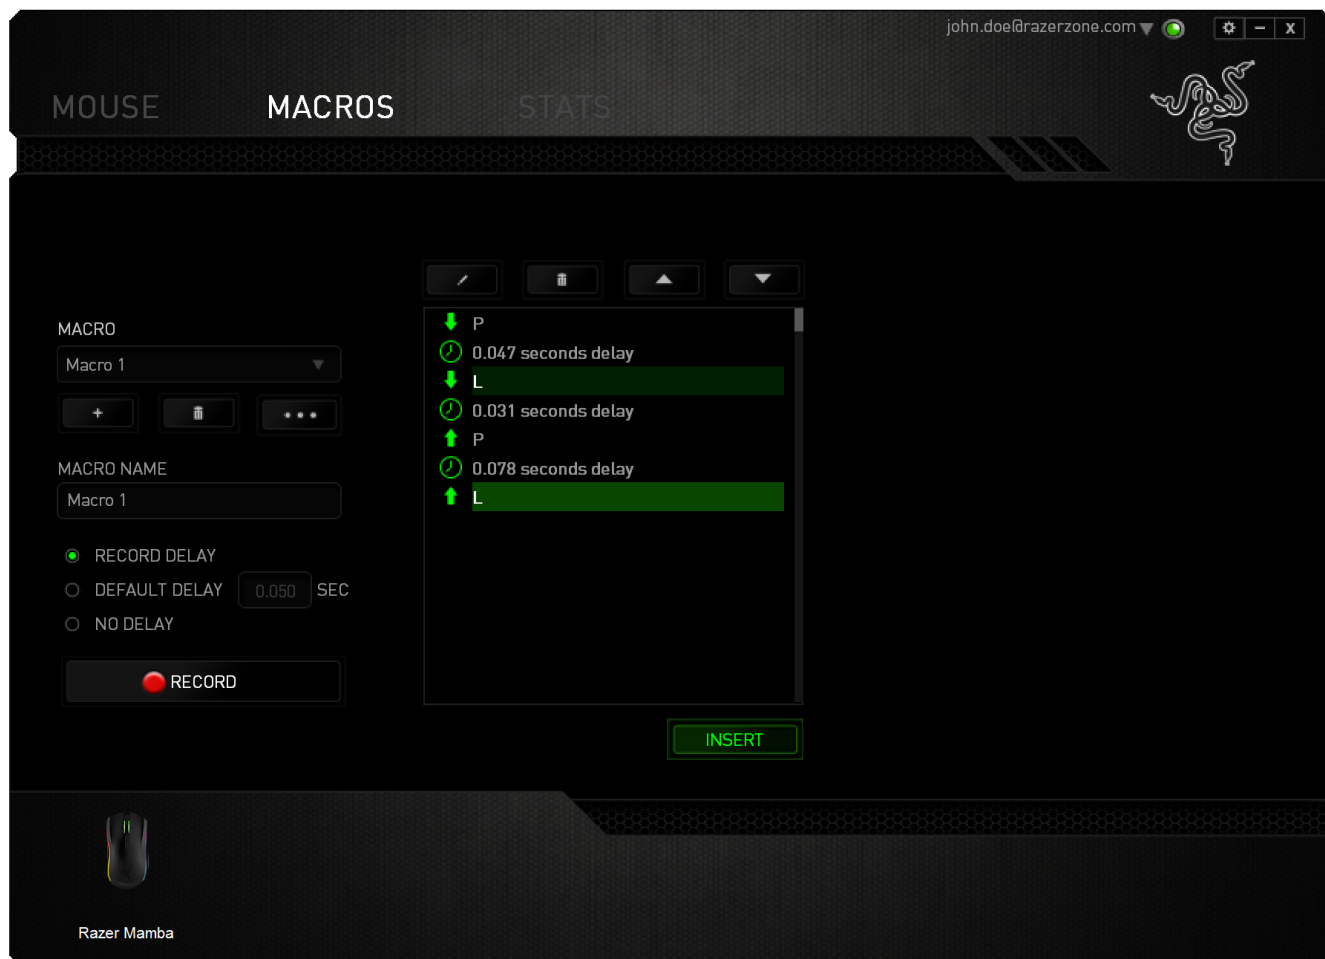 john.doe@razerzone.com
MOUSE MACROS STATS
MACRO
Macro 1
MACRO NAME
Macro 1
RECORD DELAY
DEFAULT DELAY 0.050 SEC
NO DELAY
RECORD
P
0.047 seconds delay
L
0.031 seconds delay
P
0.078 seconds delay
L
INSERT
Razer Mamba